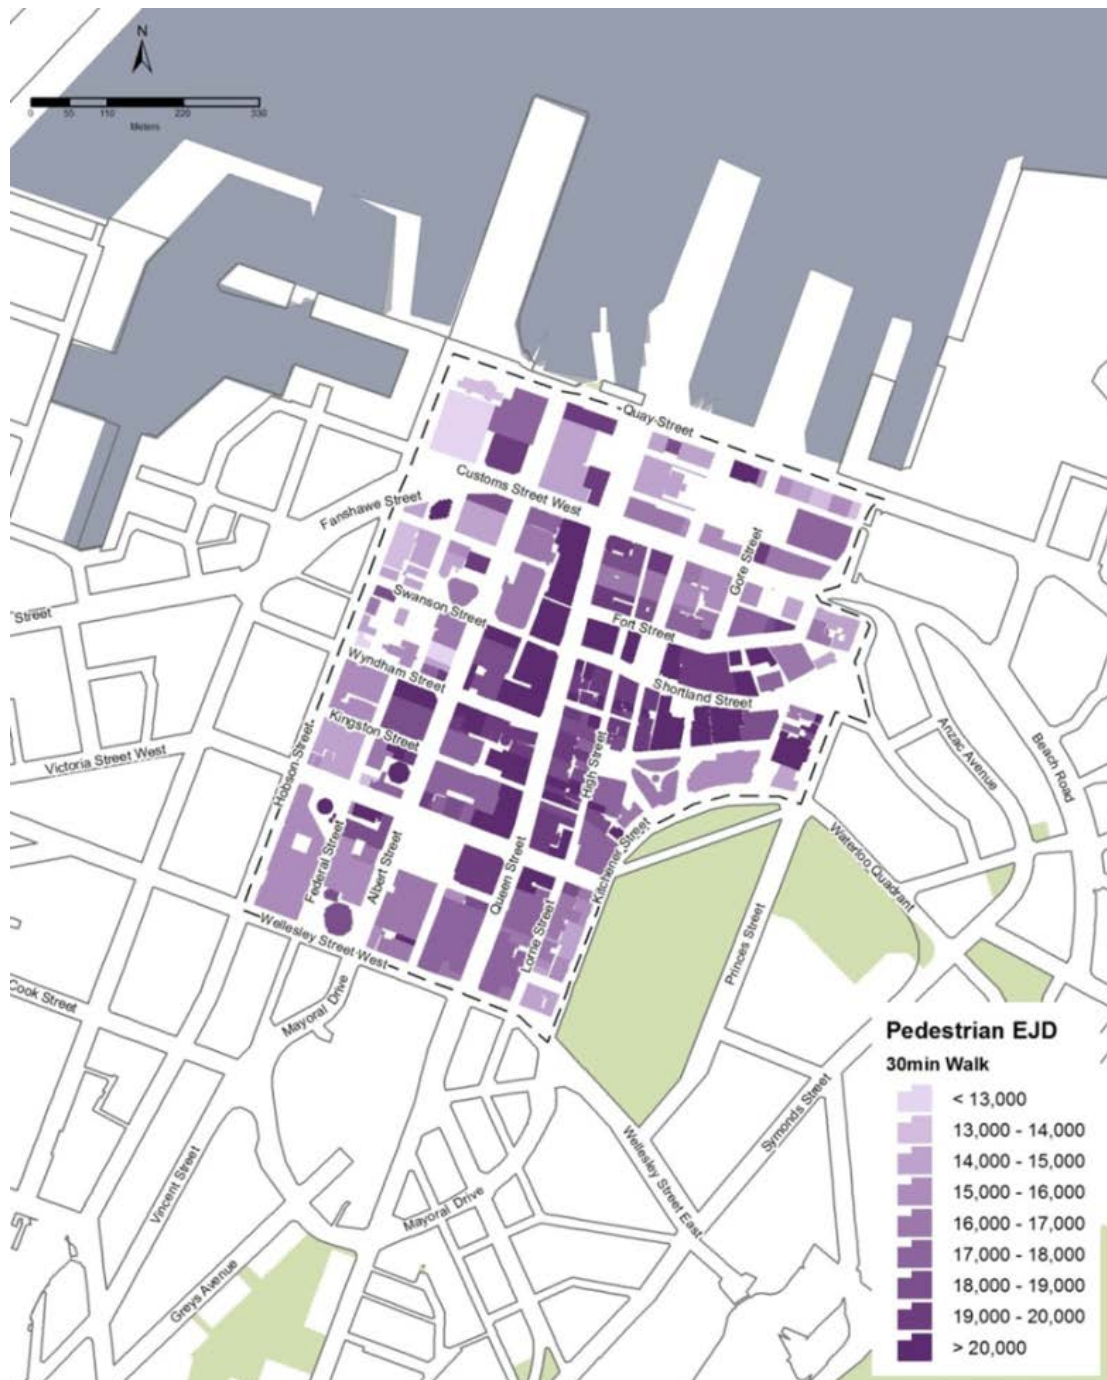 N
0 55 110 220 330
Meters
Quay Street
Customs Street West
Fanshawe Street
Gore Street
Swanson Street
Fort Street
Street
Wyndham Street
Shortland Street
Kingston Street
Victoria Street West
Hobson Street
High Street
Anzac Avenue
Beach Road
Federal Street
Albert Street
Queen Street
Kitchener Street
Waterloo Quadrant
Lorne Street
Wellesley Street West
Princes Street
Cook Street
Mayoral Drive
Vincent Street
Mayoral Drive
Wellesley Street East
Symonds Street
Greys Avenue
Pedestrian EJD
30min Walk
< 13,000
13,000 - 14,000
14,000 - 15,000
15,000 - 16,000
16,000 - 17,000
17,000 - 18,000
18,000 - 19,000
19,000 - 20,000
> 20,000